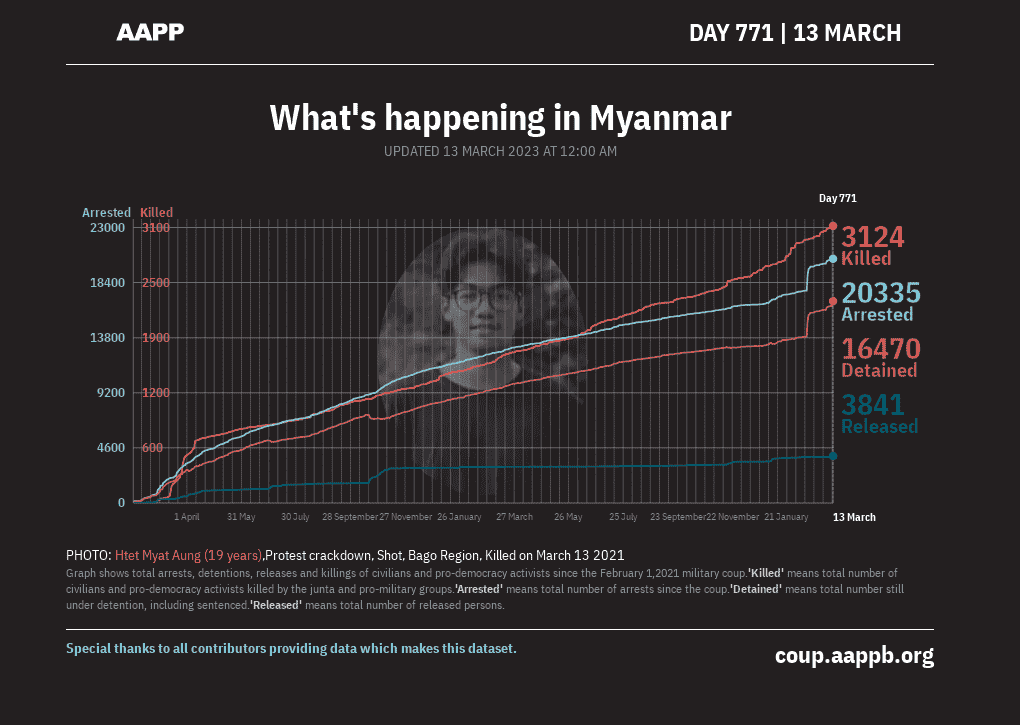 AAPP
DAY 771 | 13 MARCH
What's happening in Myanmar
UPDATED 13 MARCH 2023 AT 12:00 AM
Day 771
Arrested Killed
23000 3100
18400 2500
13800 1900
9200 1200
4600 600
0
3124
Killed
20335
Arrested
16470
Detained
3841
Released
1 April 31 May 30 July 28 September 27 November 26 January 27 March 26 May 25 July 23 September 22 November 21 January 13 March
PHOTO: Htet Myat Aung (19 years),Protest crackdown, Shot, Bago Region, Killed on March 13 2021
Graph shows total arrests, detentions, releases and killings of civilians and pro-democracy activists since the February 1,2021 military coup.'Killed' means total number of
civilians and pro-democracy activists killed by the junta and pro-military groups.'Arrested' means total number of arrests since the coup.'Detained' means total number still
under detention, including sentenced.'Released' means total number of released persons.
Special thanks to all contributors providing data which makes this dataset.
coup.aappb.org